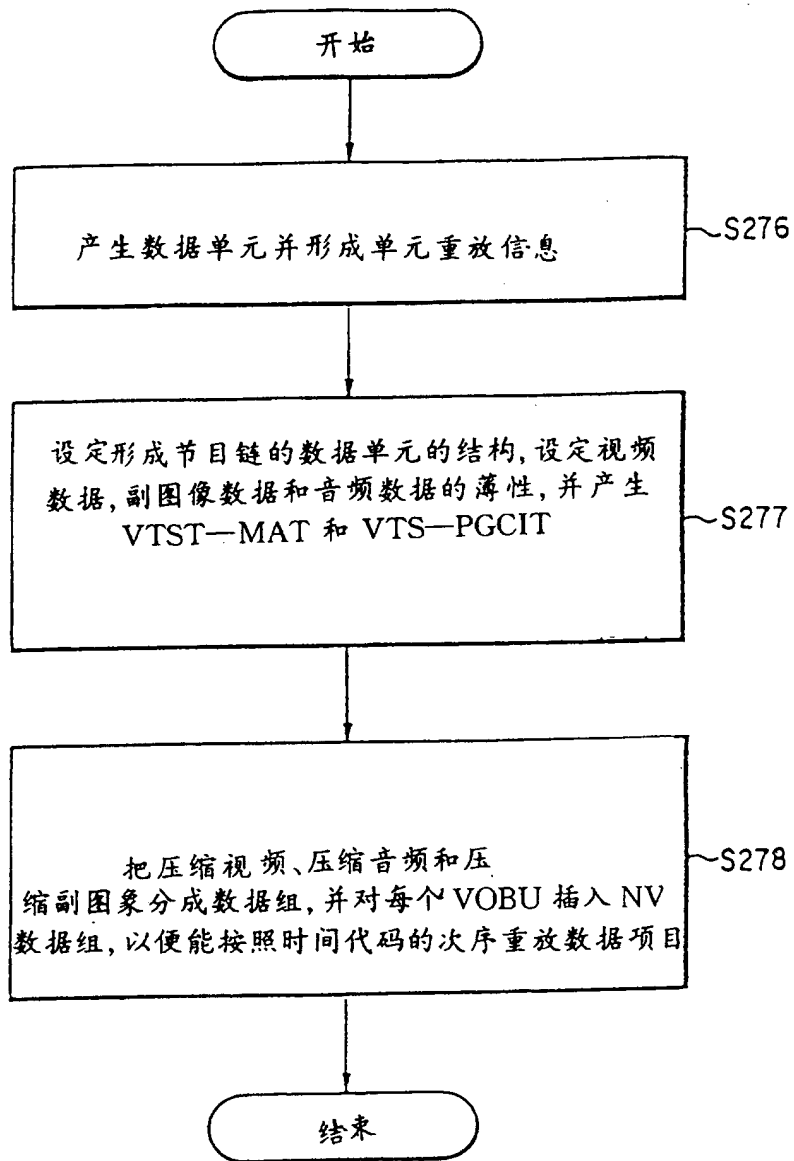 开始
产生数据单元并形成单元重放信息
S276
设定形成节目链的数据单元的结构,设定视频
数据,副图像数据和音频数据的薄性,并产生
VTST—MAT 和 VTS—PGCIT
S277
把压缩视频、压缩音频和压
缩副图象分成数据组,并对每个 VOBU 插入 NV
数据组,以便能按照时间代码的次序重放数据项目
S278
结束